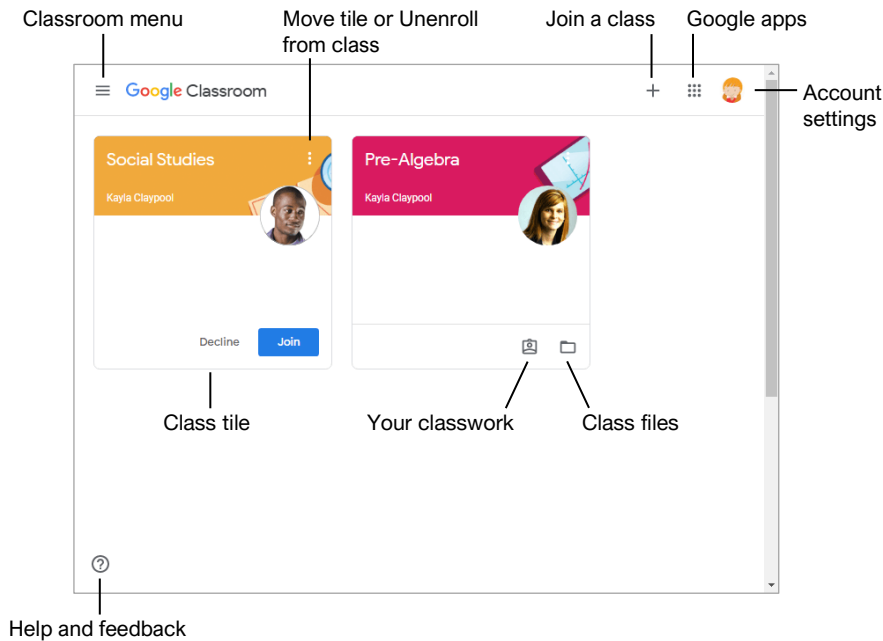 Classroom menu
Move tile or Unenroll
from class
Join a class
Google apps
Google Classroom
Account
settings
Social Studies
Kayla Claypool
Pre-Algebra
Kayla Claypool
Decline
Join
Class tile
Your classwork
Class files
Help and feedback